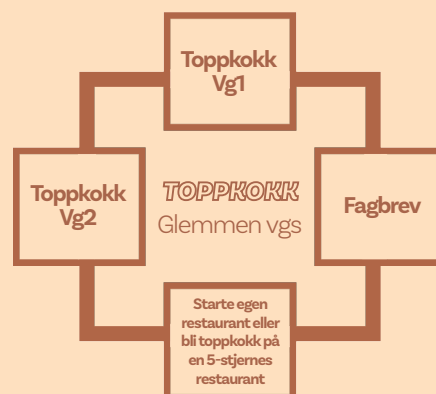 Toppkokk
Vg1
Toppkokk
Vg2
TOPPKOKK
Glemmen vgs
Fagbrev
Starte egen
restaurant eller
bli toppkokk på
en 5-stjernes
restaurant